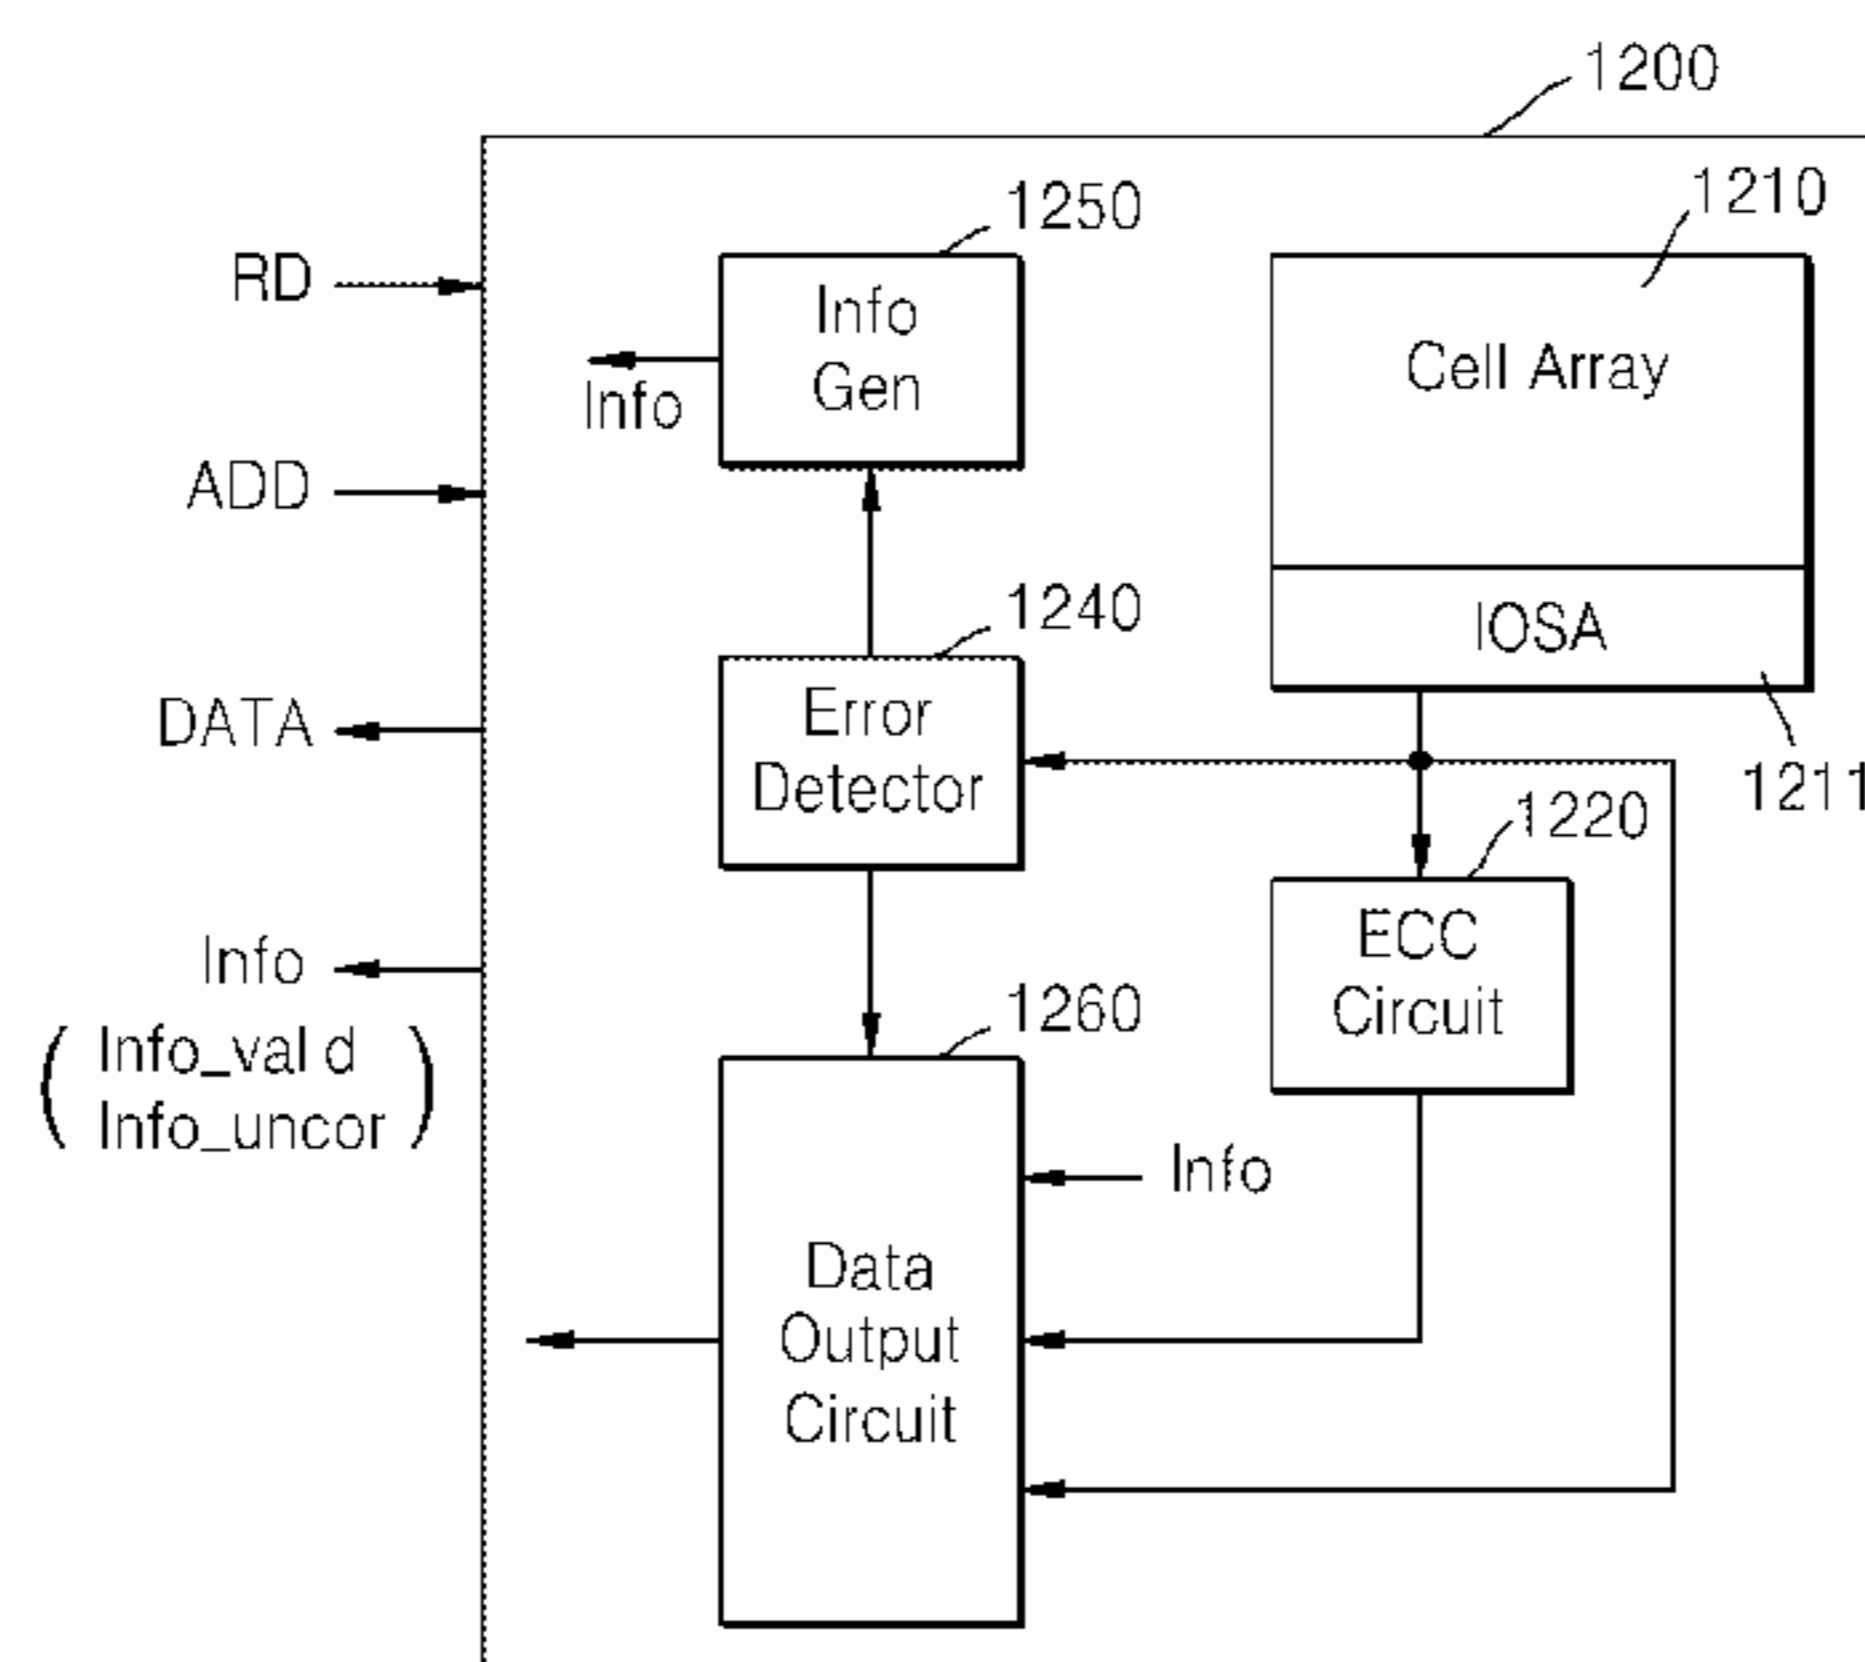 1200
1250
1210
RD
Info
Gen
Cell Array
Info
ADD
1240
IOSA
Error
Detector
DATA
1211
1220
ECC
Circuit
Info
1260
Info_val d
Info_uncor
Info
Data
Output
Circuit